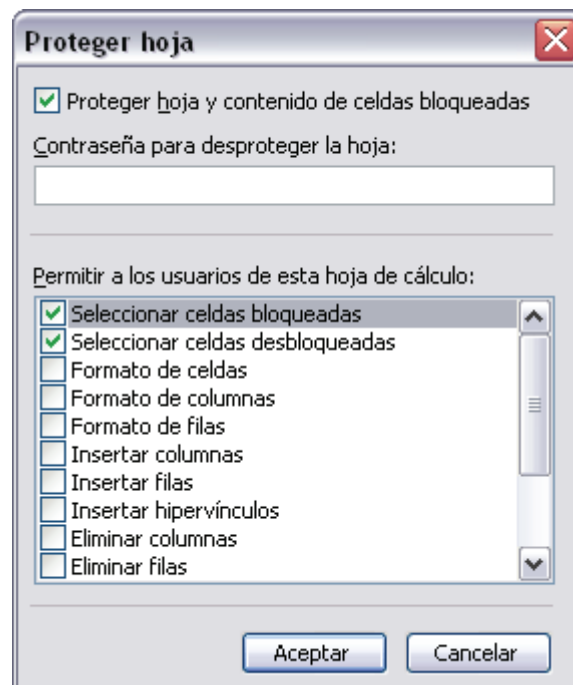 Proteger hoja
Proteger hoja y contenido de celdas bloqueadas
Contraseña para desproteger la hoja:
Permitir a los usuarios de esta hoja de cálculo:
Seleccionar celdas bloqueadas
Seleccionar celdas desbloqueadas
Formato de celdas
Formato de columnas
Formato de filas
Insertar columnas
Insertar filas
Insertar hipervínculos
Eliminar columnas
Eliminar filas
Aceptar
Cancelar